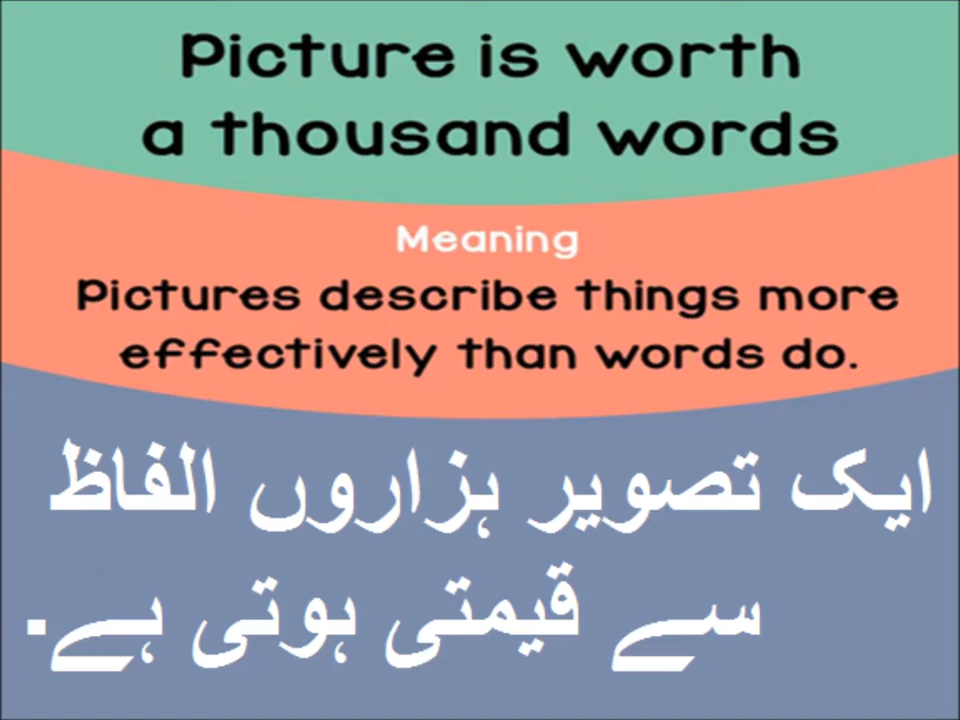 Picture is worth
a thousand words
Meaning
Pictures describe things more
effectively than words do.
ایک تصویر ہزاروں الفاظ
سے قیمتی ہوتی ہے۔